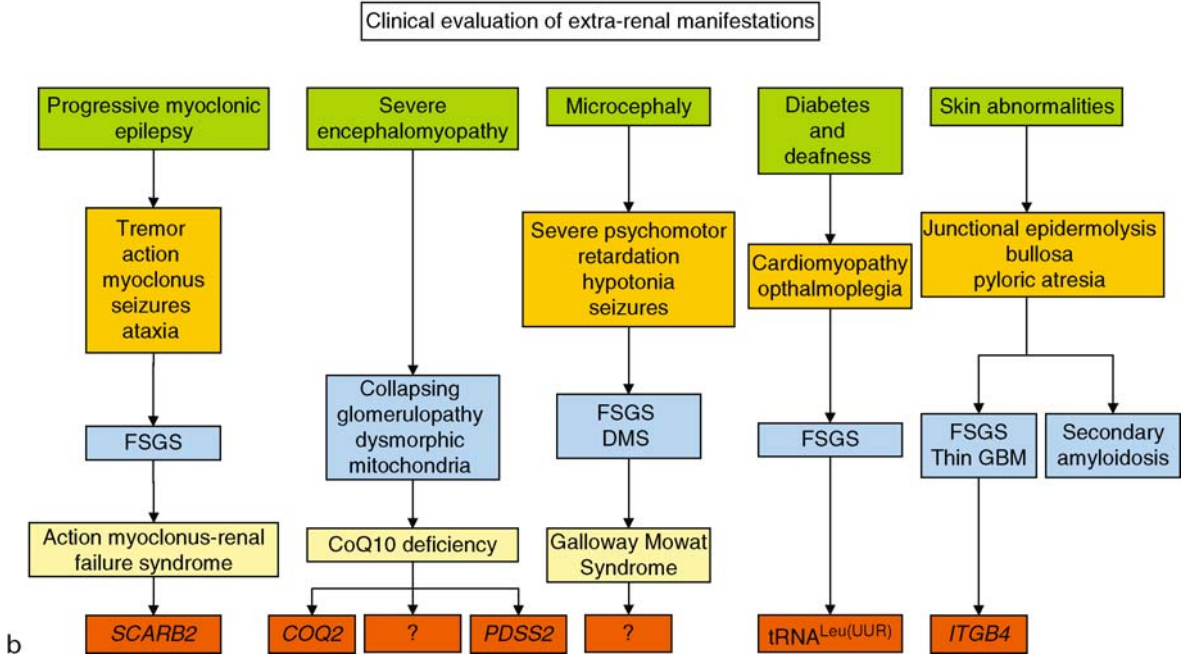 Clinical evaluation of extra-renal manifestations
Progressive myoclonic
epilepsy
Tremor
action
myoclonus
seizures
ataxia
FSGS
Action myoclonus-renal
failure syndrome
SCARB2
Severe
encephalomyopathy
Collapsing
glomerulopathy
dysmorphic
mitochondria
CoQ10 deficiency
COQ2
?
PDSS2
Microcephaly
Severe psychomotor
retardation
hypotonia
seizures
FSGS
DMS
Galloway Mowat
Syndrome
?
Diabetes
and
deafness
Cardiomyopathy
opthalmoplegia
FSGS
tRNALeu(UUR)
Skin abnormalities
Junctional epidermolysis
bullosa
pyloric atresia
FSGS
Thin GBM
Secondary
amyloidosis
ITGB4
b